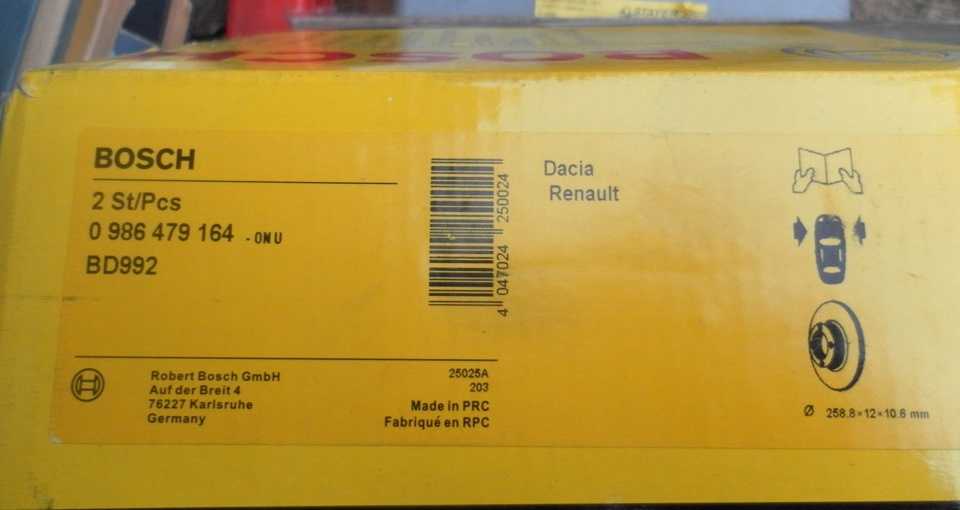 BOSCH
BOSCH
2 St/Pcs
0 986 479 164 - 0NU
BD992
4 047024 250024
Dacia
Renault
Robert Bosch GmbH
Auf der Breit 4
76227 Karlsruhe
Germany
25025A
203
Made in PRC
Fabriqué en RPC
Ø 258.8×12×10.6 mm